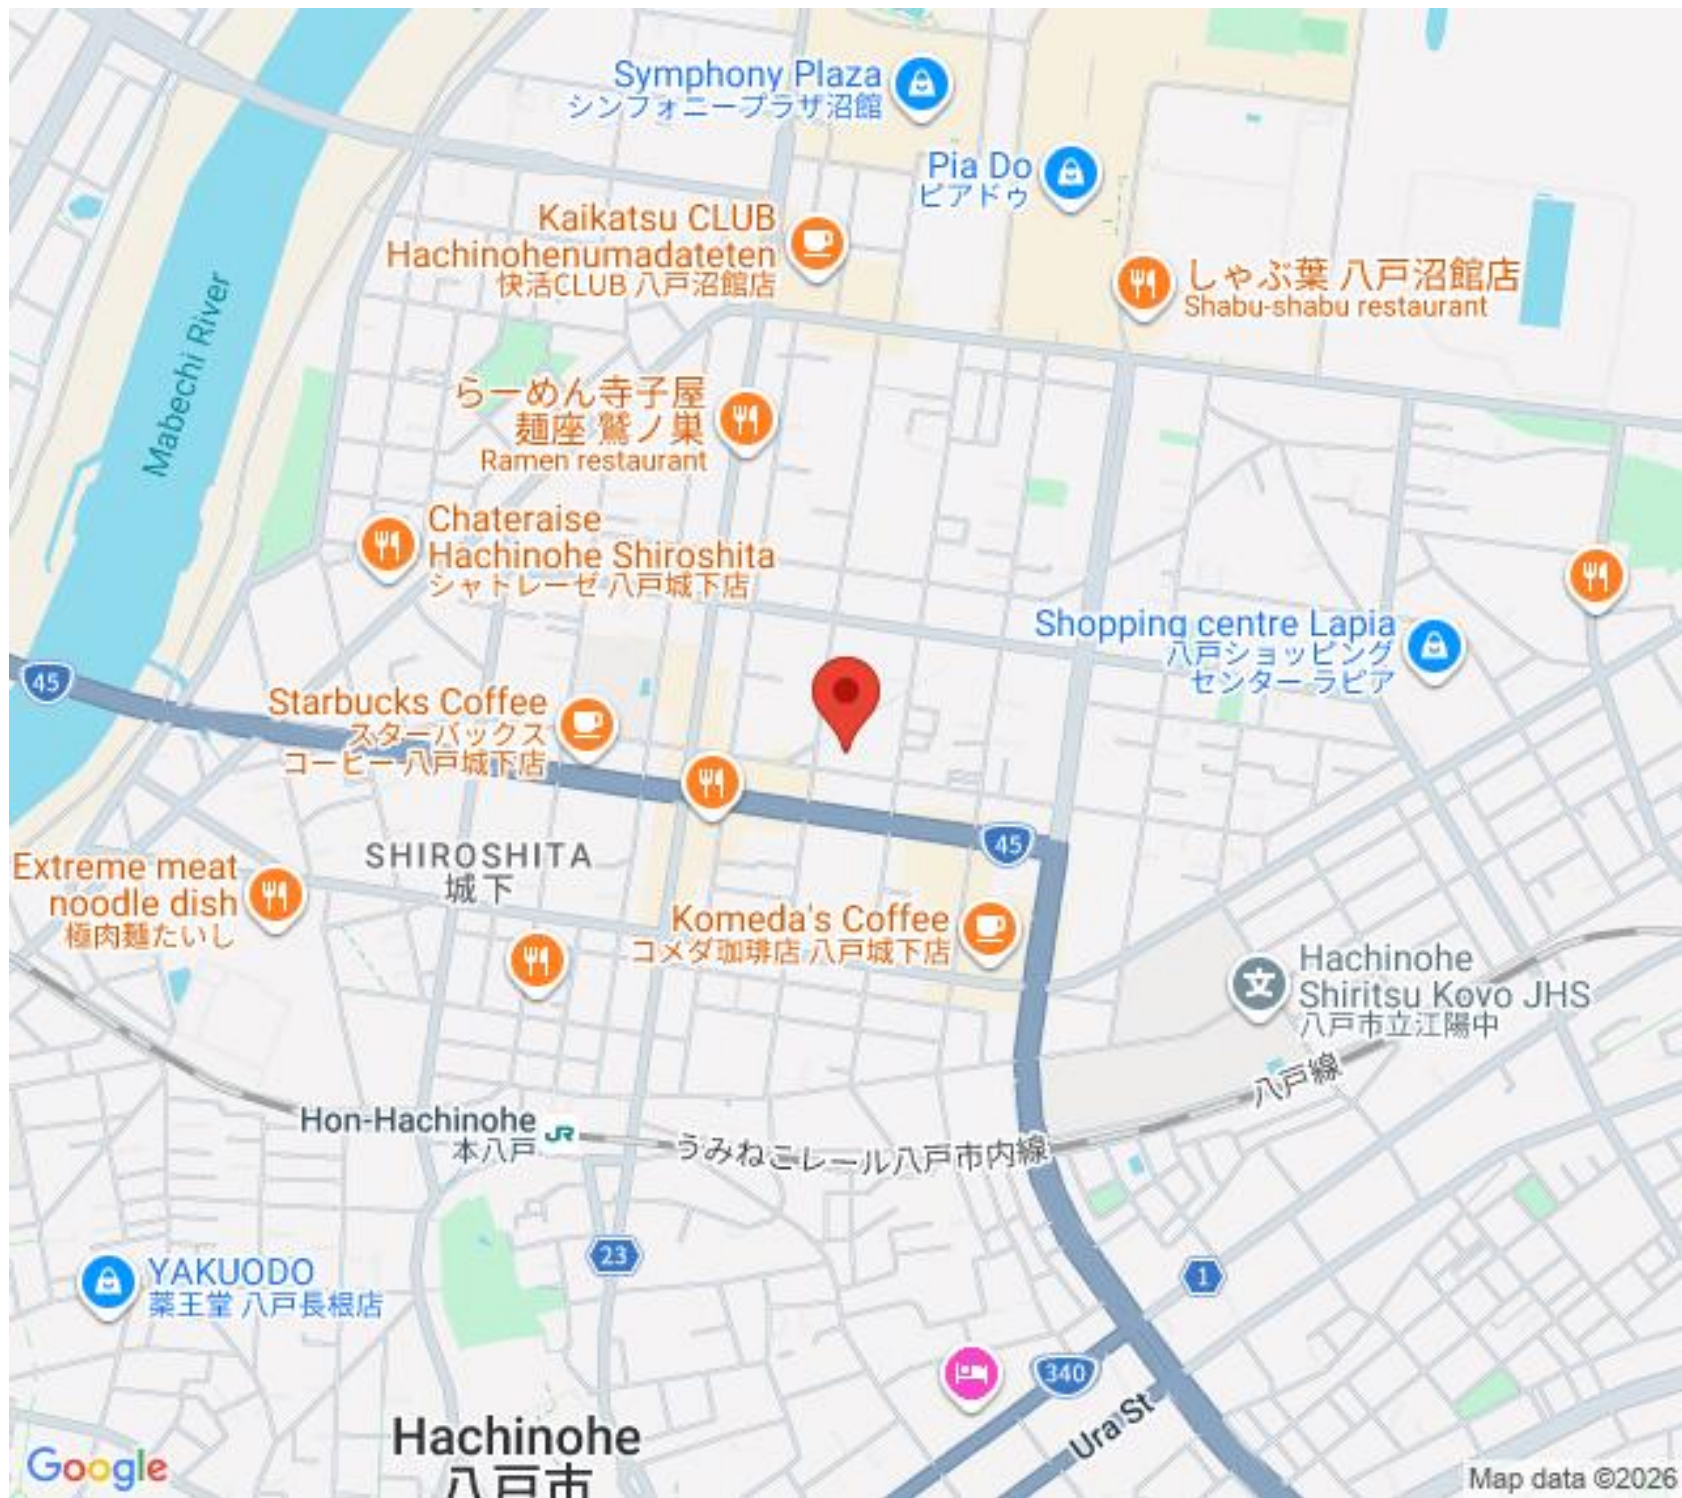 Symphony Plaza
シンフォニープラザ沼館
Pia Do
ピアドゥ
Kaikatsu CLUB
Hachinohenumadateten
快活CLUB 八戸沼館店
しゃぶ葉 八戸沼館店
Shabu-shabu restaurant
Mabechi River
らーめん寺子屋
麺座 鷲ノ巣
Ramen restaurant
Chateraise
Hachinohe Shiroshita
シャトレーゼ 八戸城下店
Shopping centre Lapia
八戸ショッピング
センター ラピア
45
Starbucks Coffee
スターバックス
コーヒー 八戸城下店
45
SHIROSHITA
城下
Extreme meat
noodle dish
極肉麺たいし
Komeda's Coffee
コメダ珈琲店 八戸城下店
Hachinohe
Shiritsu Koyo JHS
八戸市立江陽中
八戸線
Hon-Hachinohe
本八戸
JR
うみねこレール八戸市内線
23
1
YAKUODO
薬王堂 八戸長根店
340
Ura St
Hachinohe
八戸市
Google
Map data ©2026